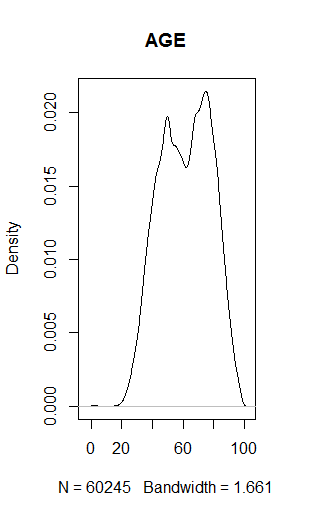 AGE
Density
0.000 0.005 0.010 0.015 0.020
0 20 60 100
N = 60245 Bandwidth = 1.661